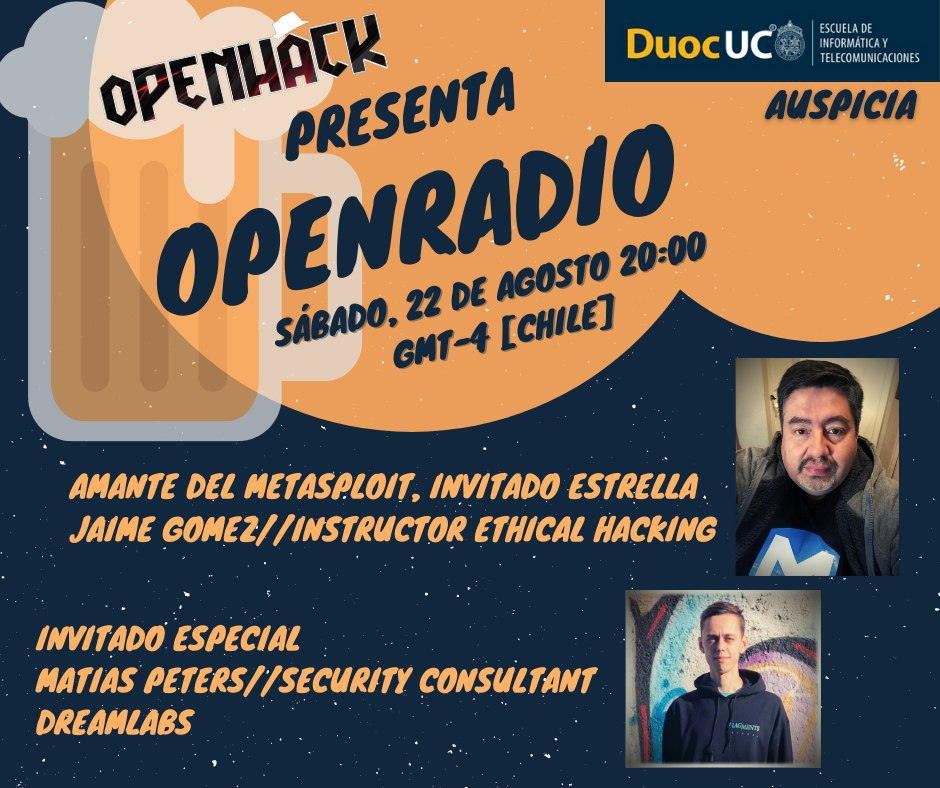 OPENHACK
DuocUC®
ESCUELA DE
INFORMÁTICA Y
TELECOMUNICACIONES
PRESENTA
AUSPICIA
OPENRADIO
SÁBADO, 22 DE AGOSTO 20:00
GMT-4 [CHILE]
AMANTE DEL METASPLOIT, INVITADO ESTRELLA
JAIME GOMEZ//INSTRUCTOR ETHICAL HACKING
M
INVITADO ESPECIAL
MATIAS PETERS//SECURITY CONSULTANT
DREAMLABS